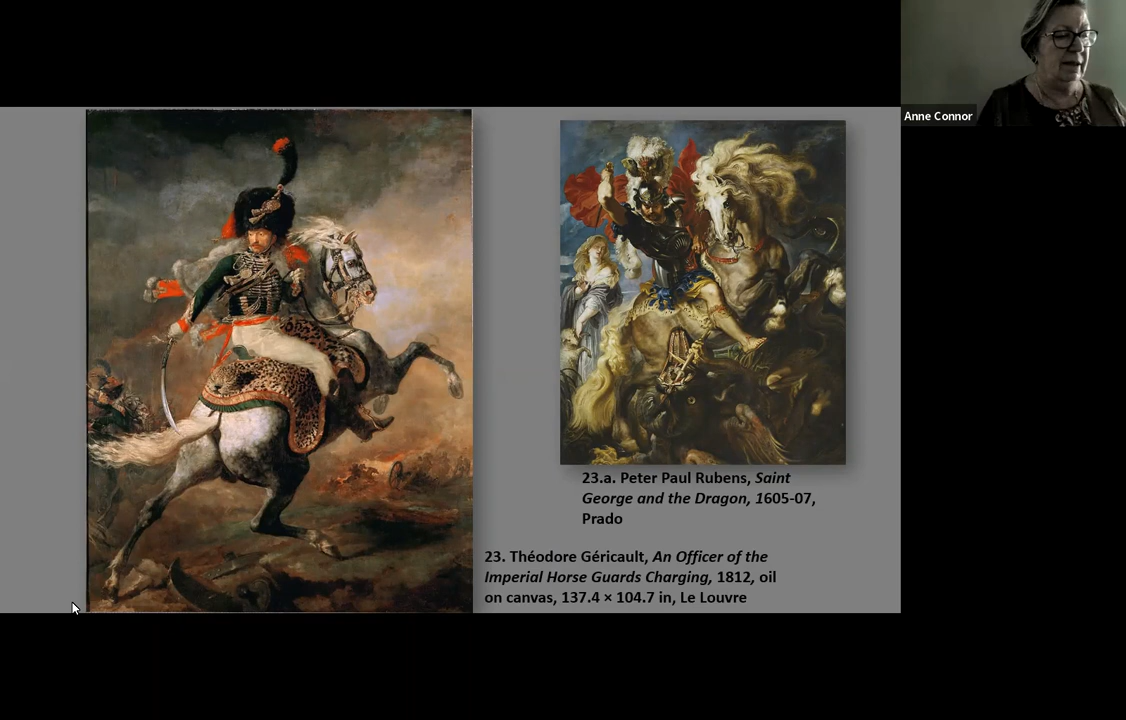 Anne Connor
23.a. Peter Paul Rubens, Saint
George and the Dragon, 1605-07,
Prado
23. Théodore Géricault, An Officer of the
Imperial Horse Guards Charging, 1812, oil
on canvas, 137.4 × 104.7 in, Le Louvre